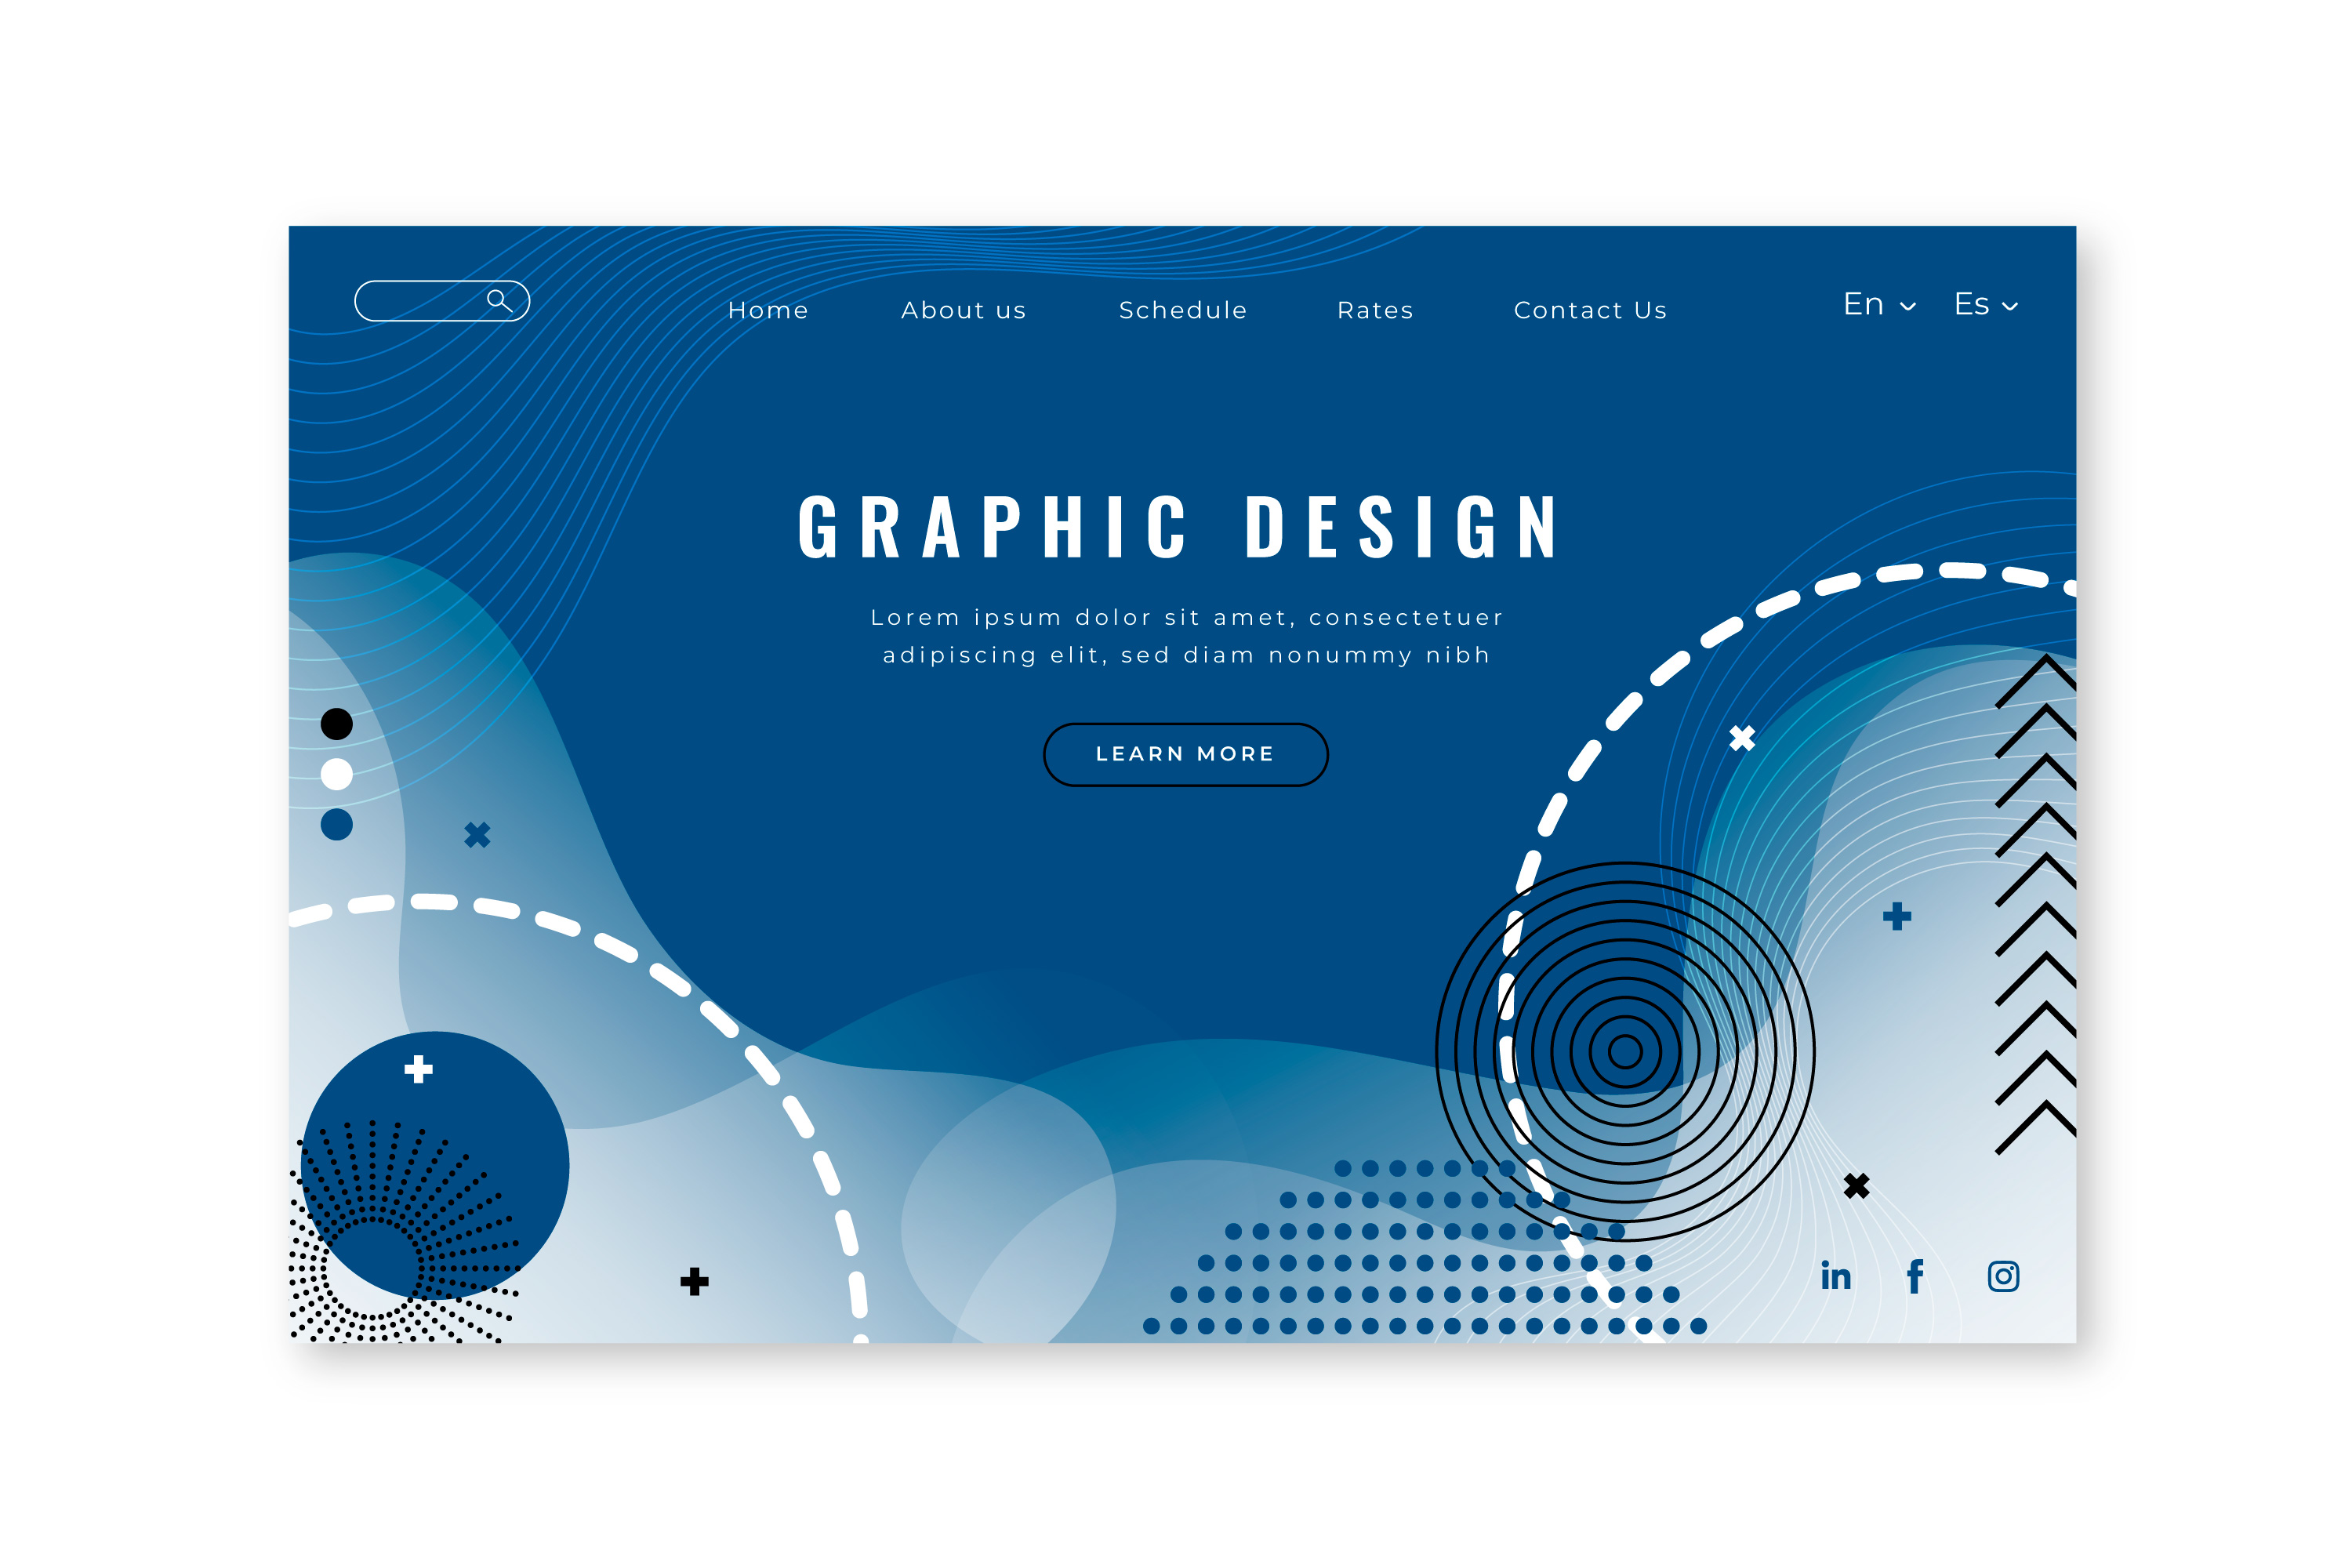 Home About us Schedule Rates Contact Us En Es
GRAPHIC DESIGN
Lorem ipsum dolor sit amet, consectetuer
adipiscing elit, sed diam nonummy nibh
LEARN MORE
in f